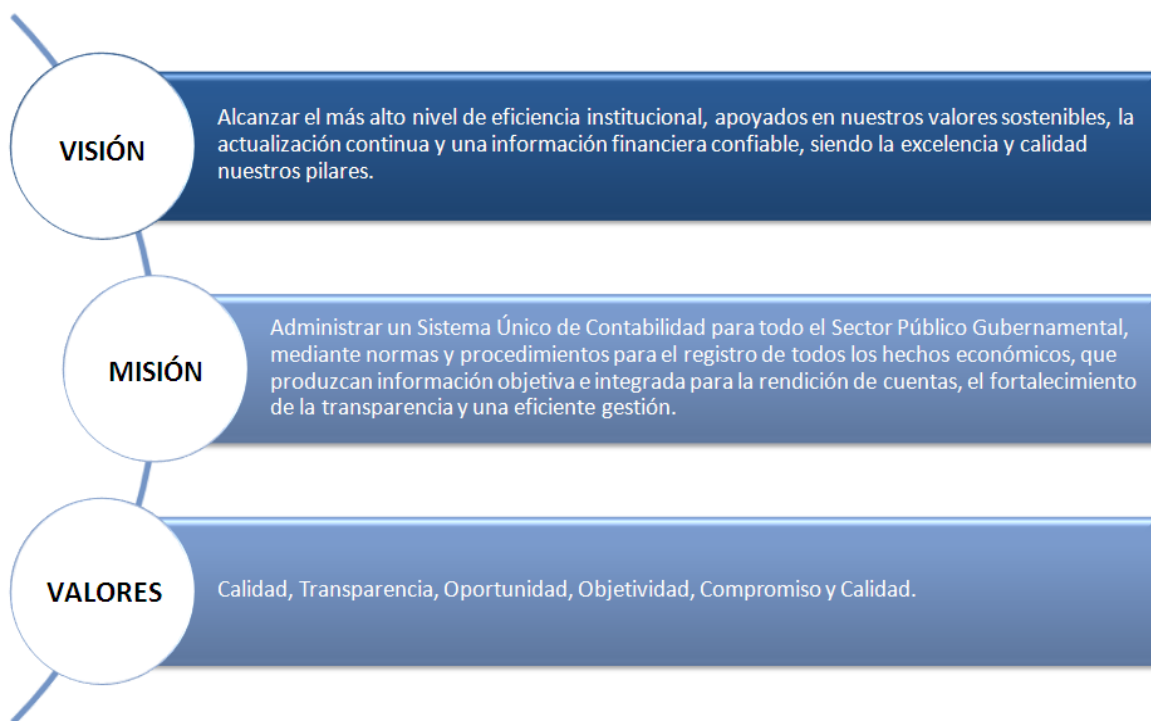 VISIÓN
Alcanzar el más alto nivel de eficiencia institucional, apoyados en nuestros valores sostenibles, la
actualización continua y una información financiera confiable, siendo la excelencia y calidad
nuestros pilares.
MISIÓN
Administrar un Sistema Único de Contabilidad para todo el Sector Público Gubernamental,
mediante normas y procedimientos para el registro de todos los hechos económicos, que
produzcan información objetiva e integrada para la rendición de cuentas, el fortalecimiento
de la transparencia y una eficiente gestión.
VALORES
Calidad, Transparencia, Oportunidad, Objetividad, Compromiso y Calidad.